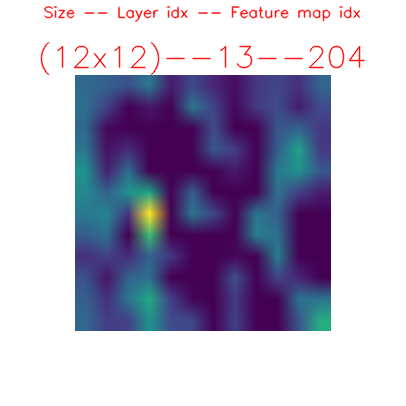 Size -- Layer idx -- Feature map idx
(12x12)--13--204